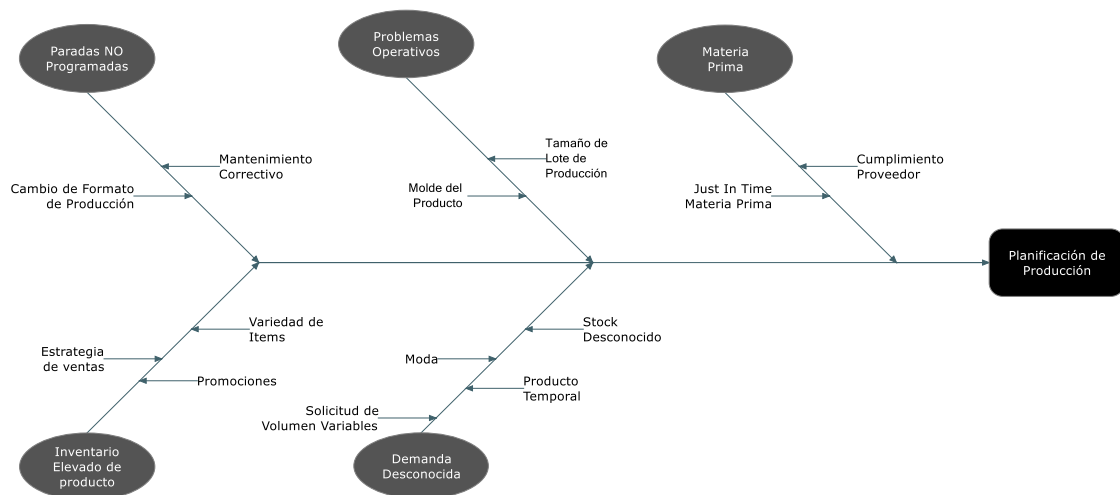 Paradas NO
Programadas
Problemas
Operativos
Materia
Prima
Mantenimiento
Correctivo
Cambio de Formato
de Producción
Tamaño de
Lote de
Producción
Molde del
Producto
Cumplimiento
Proveedor
Just In Time
Materia Prima
Planificación de
Producción
Variedad de
Items
Estrategia
de ventas
Promociones
Stock
Desconocido
Moda
Producto
Temporal
Solicitud de
Volumen Variables
Inventario
Elevado de
producto
Demanda
Desconocida